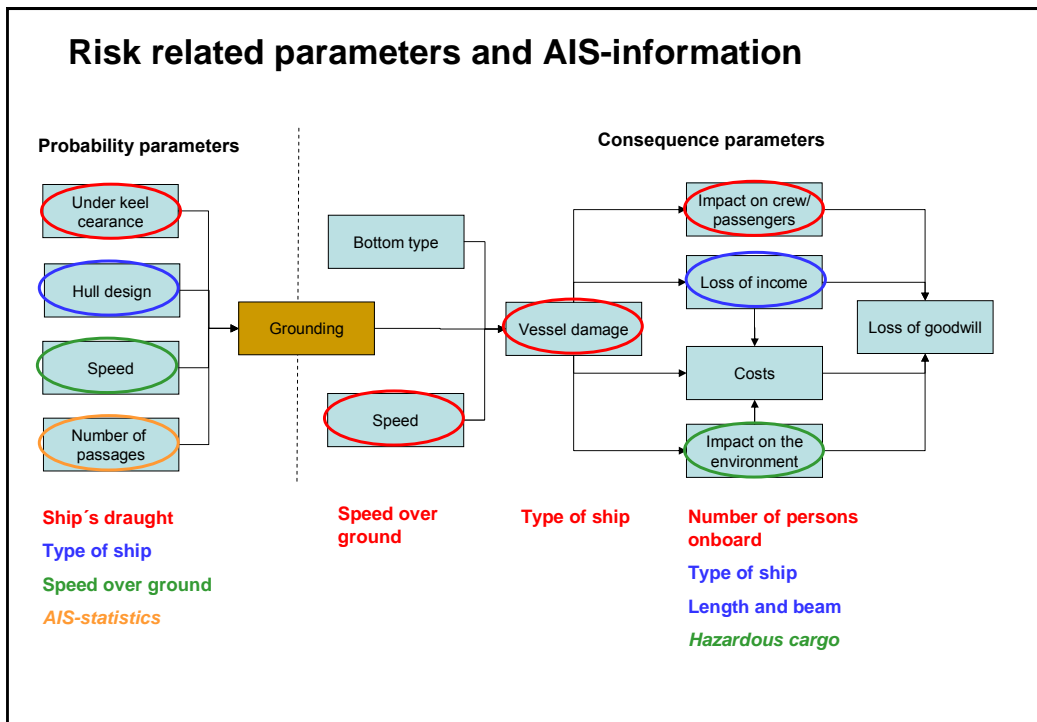 Risk related parameters and AIS-information
Probability parameters
Consequence parameters
Under keel
cearance
Hull design
Speed
Number of
passages
Grounding
Bottom type
Speed
Vessel damage
Impact on crew/
passengers
Loss of income
Costs
Impact on the
environment
Loss of goodwill
Ship´s draught
Type of ship
Speed over ground
AIS-statistics
Speed over
ground
Type of ship
Number of persons
onboard
Type of ship
Length and beam
Hazardous cargo